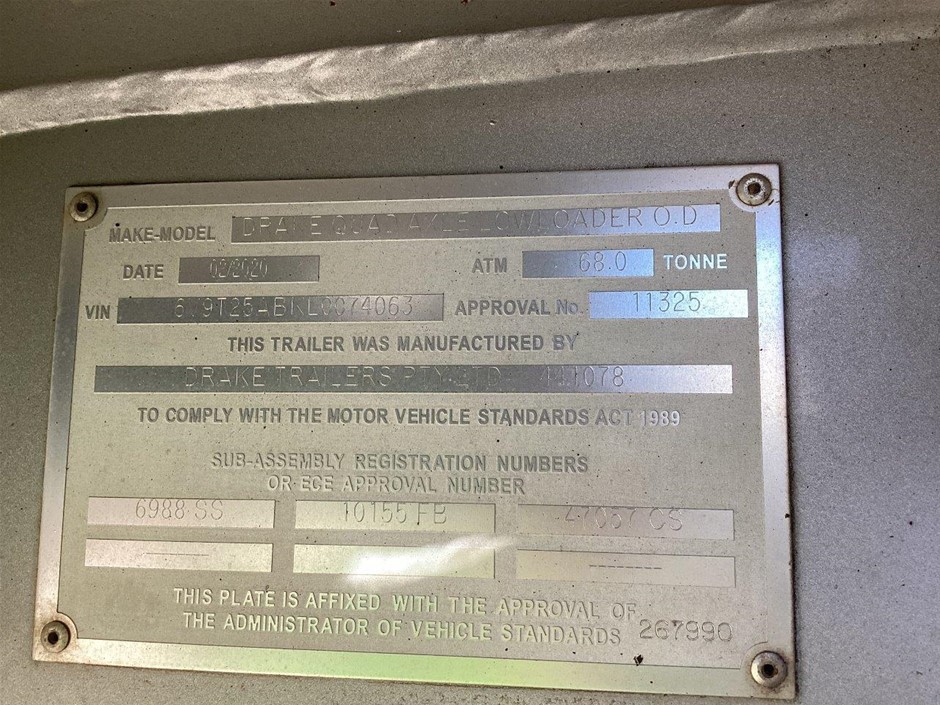 MAKE-MODEL DRAKE QUAD AXLE LOWLOADER O.D
DATE 02/2020 ATM 68.0 TONNE
VIN APPROVAL No. 11325
THIS TRAILER WAS MANUFACTURED BY
DRAKE TRAILERS PTY LTD
TO COMPLY WITH THE MOTOR VEHICLE STANDARDS ACT 1989
SUB-ASSEMBLY REGISTRATION NUMBERS
OR ECE APPROVAL NUMBER
6988 SS 10155 FB
THIS PLATE IS AFFIXED WITH THE APPROVAL OF
THE ADMINISTRATOR OF VEHICLE STANDARDS 267990